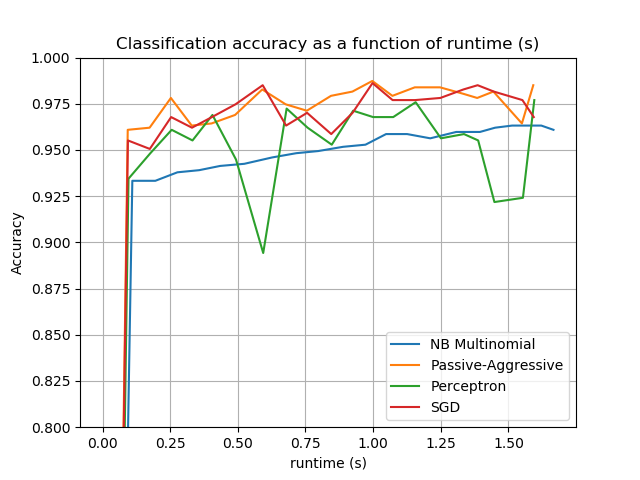 Classification accuracy as a function of runtime (s)
1.000
0.975
0.950
0.925
0.900
0.875
0.850
0.825
0.800
Accuracy
NB Multinomial
Passive-Aggressive
Perceptron
SGD
0.00 0.25 0.50 0.75 1.00 1.25 1.50
runtime (s)